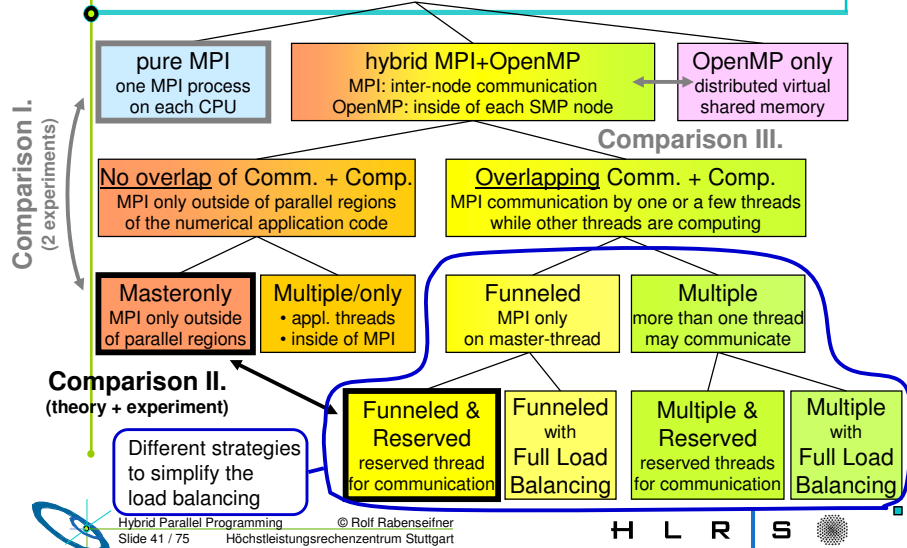 pure MPI
one MPI process
on each CPU
hybrid MPI+OpenMP
MPI: inter-node communication
OpenMP: inside of each SMP node
OpenMP only
distributed virtual
shared memory
Comparison I.
(2 experiments)
Comparison III.
No overlap of Comm. + Comp.
MPI only outside of parallel regions
of the numerical application code
Overlapping Comm. + Comp.
MPI communication by one or a few threads
while other threads are computing
Masteronly
MPI only outside
of parallel regions
Multiple/only
• appl. threads
• inside of MPI
Funneled
MPI only
on master-thread
Multiple
more than one thread
may communicate
Comparison II.
(theory + experiment)
Funneled &
Reserved
reserved thread
for communication
Funneled
with
Full Load
Balancing
Multiple &
Reserved
reserved threads
for communication
Multiple
with
Full Load
Balancing
Different strategies
to simplify the
load balancing
Hybrid Parallel Programming © Rolf Rabenseifner
Slide 41 / 75 Höchstleistungsrechenzentrum Stuttgart
H L R S